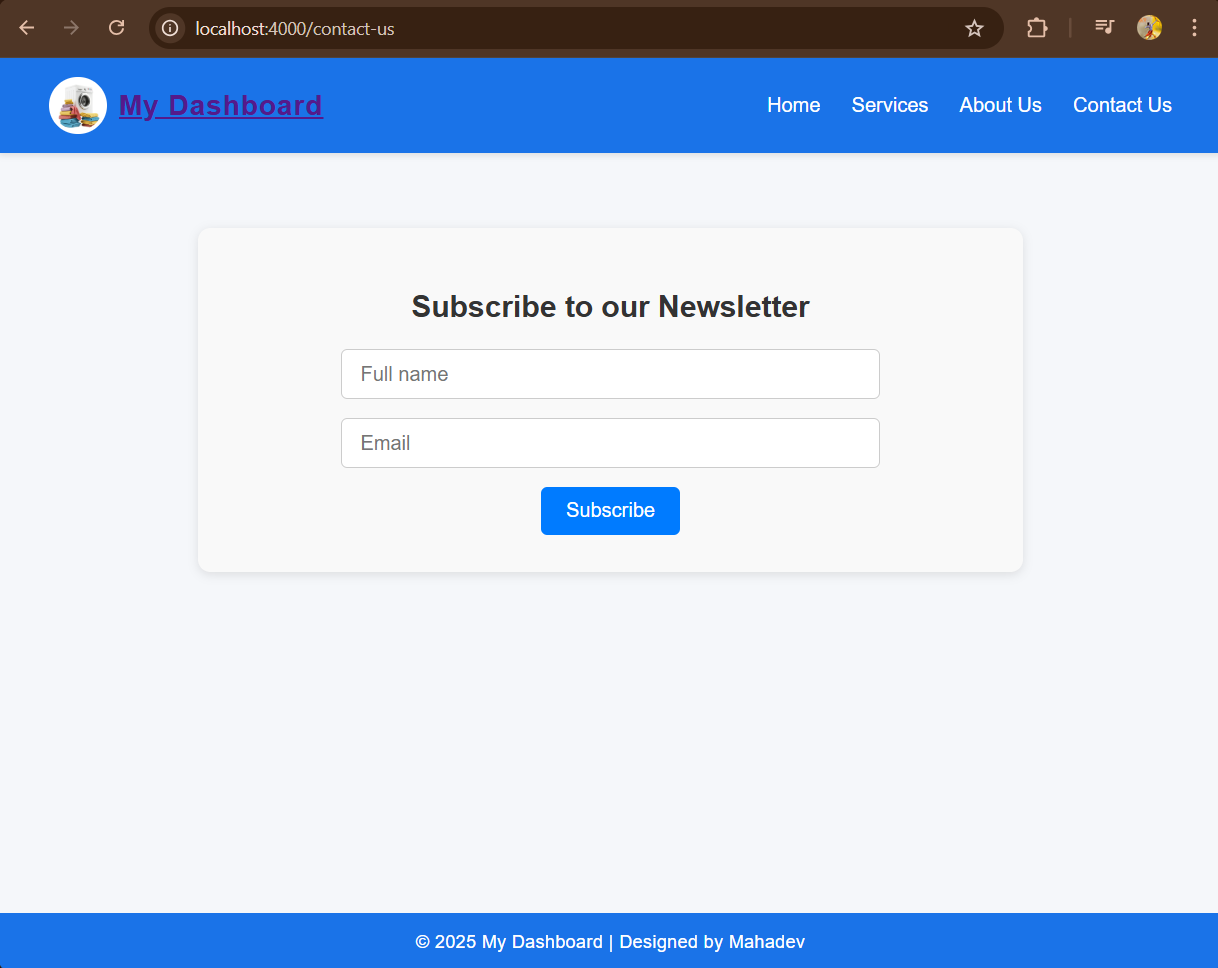 localhost:4000/contact-us
My Dashboard
Home Services About Us Contact Us
Subscribe to our Newsletter
Full name
Email
Subscribe
© 2025 My Dashboard | Designed by Mahadev